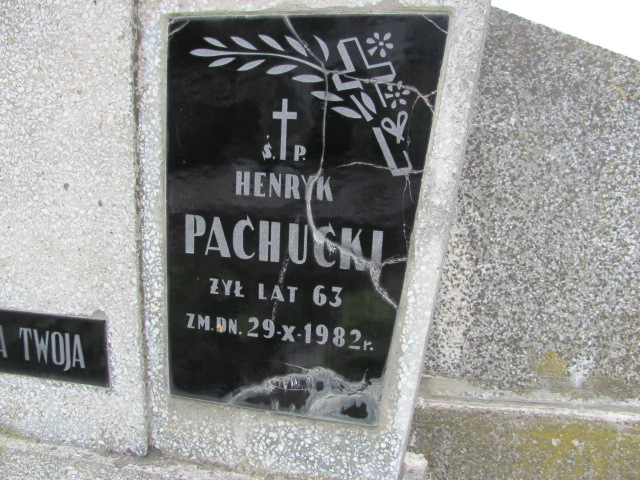 Ś. P.
HENRYK
PACHUCKI
ŻYŁ LAT 63
ZM. DN. 29-X-1982r.
A TWOJA